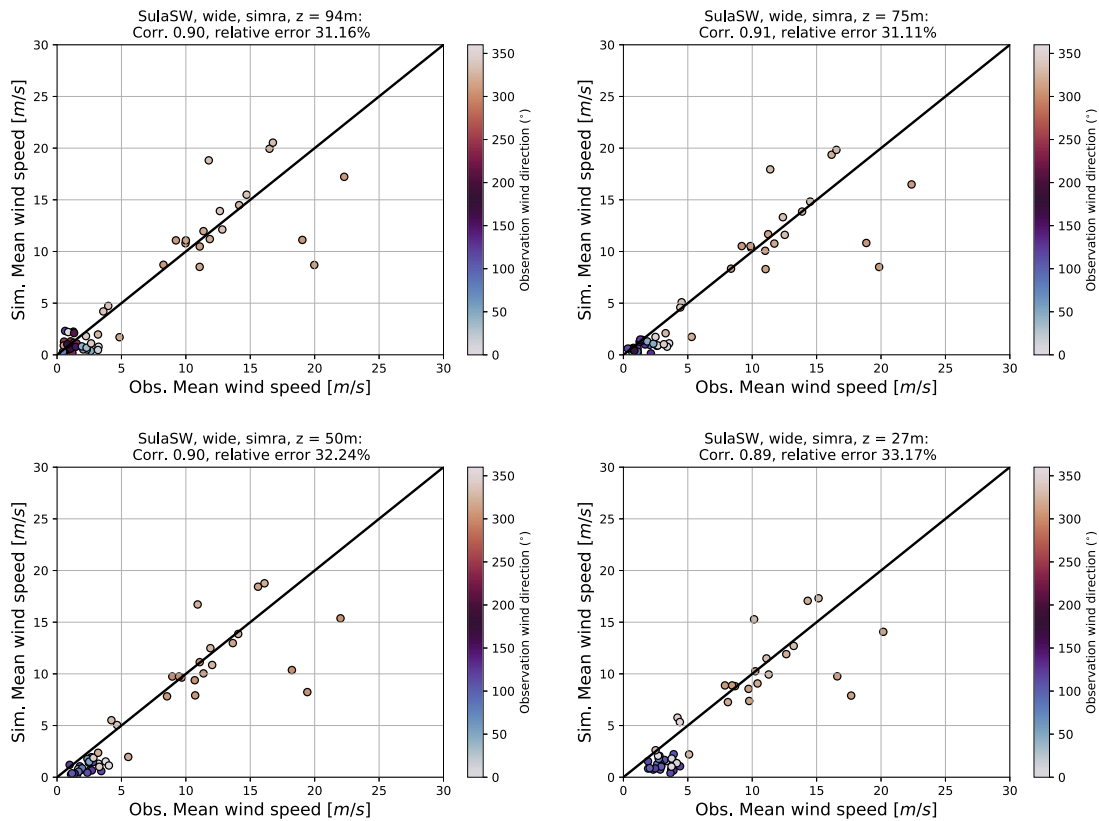 SulaSW, wide, simra, z = 94m:
Corr. 0.90, relative error 31.16%
Sim. Mean wind speed [m/s]
30
25
20
15
10
5
0
0 5 10 15 20 25 30
Obs. Mean wind speed [m/s]
350
300
250
200
150
100
50
0
Observation wind direction (°)
SulaSW, wide, simra, z = 75m:
Corr. 0.91, relative error 31.11%
Sim. Mean wind speed [m/s]
30
25
20
15
10
5
0
0 5 10 15 20 25 30
Obs. Mean wind speed [m/s]
350
300
250
200
150
100
50
0
Observation wind direction (°)
SulaSW, wide, simra, z = 50m:
Corr. 0.90, relative error 32.24%
Sim. Mean wind speed [m/s]
30
25
20
15
10
5
0
0 5 10 15 20 25 30
Obs. Mean wind speed [m/s]
350
300
250
200
150
100
50
0
Observation wind direction (°)
SulaSW, wide, simra, z = 27m:
Corr. 0.89, relative error 33.17%
Sim. Mean wind speed [m/s]
30
25
20
15
10
5
0
0 5 10 15 20 25 30
Obs. Mean wind speed [m/s]
350
300
250
200
150
100
50
0
Observation wind direction (°)